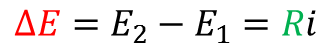 ΔE = E₂ − E₁ = Ri